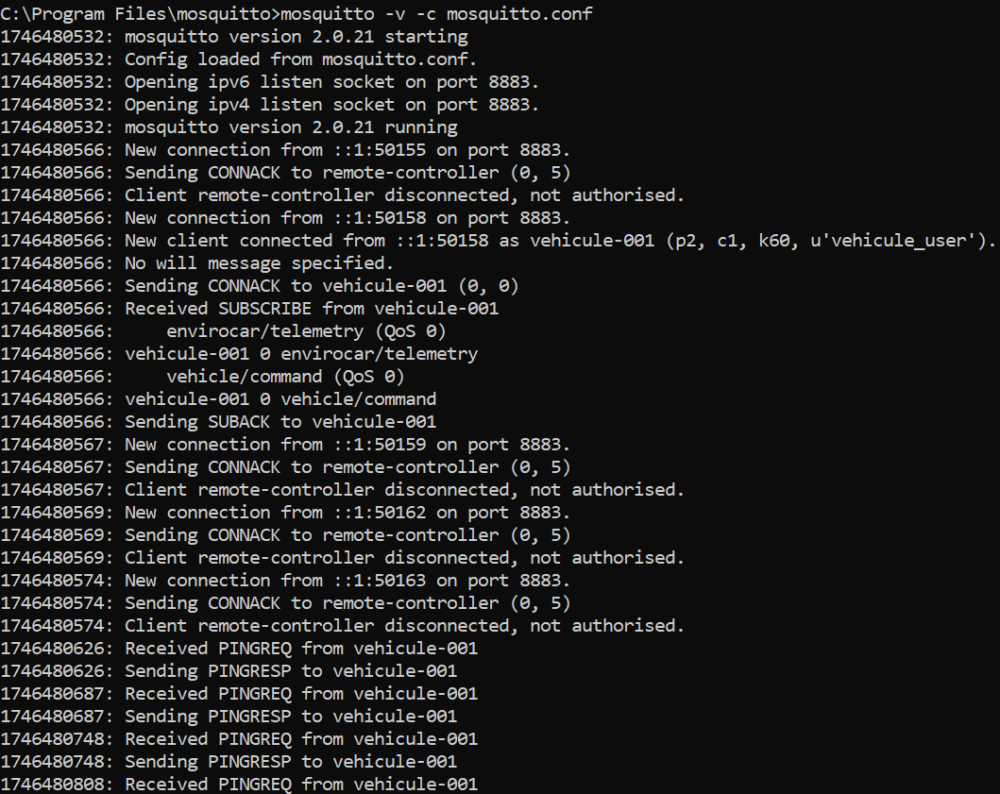 C:\Program Files\mosquitto>mosquitto -v -c mosquitto.conf
1746480532: mosquitto version 2.0.21 starting
1746480532: Config loaded from mosquitto.conf.
1746480532: Opening ipv6 listen socket on port 8883.
1746480532: Opening ipv4 listen socket on port 8883.
1746480532: mosquitto version 2.0.21 running
1746480566: New connection from ::1:50155 on port 8883.
1746480566: Sending CONNACK to remote-controller (0, 5)
1746480566: Client remote-controller disconnected, not authorised.
1746480566: New connection from ::1:50158 on port 8883.
1746480566: New client connected from ::1:50158 as vehicule-001 (p2, c1, k60, u'vehicule_user').
1746480566: No will message specified.
1746480566: Sending CONNACK to vehicule-001 (0, 0)
1746480566: Received SUBSCRIBE from vehicule-001
1746480566:     envirocar/telemetry (QoS 0)
1746480566: vehicule-001 0 envirocar/telemetry
1746480566:     vehicle/command (QoS 0)
1746480566: vehicule-001 0 vehicle/command
1746480566: Sending SUBACK to vehicule-001
1746480567: New connection from ::1:50159 on port 8883.
1746480567: Sending CONNACK to remote-controller (0, 5)
1746480567: Client remote-controller disconnected, not authorised.
1746480569: New connection from ::1:50162 on port 8883.
1746480569: Sending CONNACK to remote-controller (0, 5)
1746480569: Client remote-controller disconnected, not authorised.
1746480574: New connection from ::1:50163 on port 8883.
1746480574: Sending CONNACK to remote-controller (0, 5)
1746480574: Client remote-controller disconnected, not authorised.
1746480626: Received PINGREQ from vehicule-001
1746480626: Sending PINGRESP to vehicule-001
1746480687: Received PINGREQ from vehicule-001
1746480687: Sending PINGRESP to vehicule-001
1746480748: Received PINGREQ from vehicule-001
1746480748: Sending PINGRESP to vehicule-001
1746480808: Received PINGREQ from vehicule-001